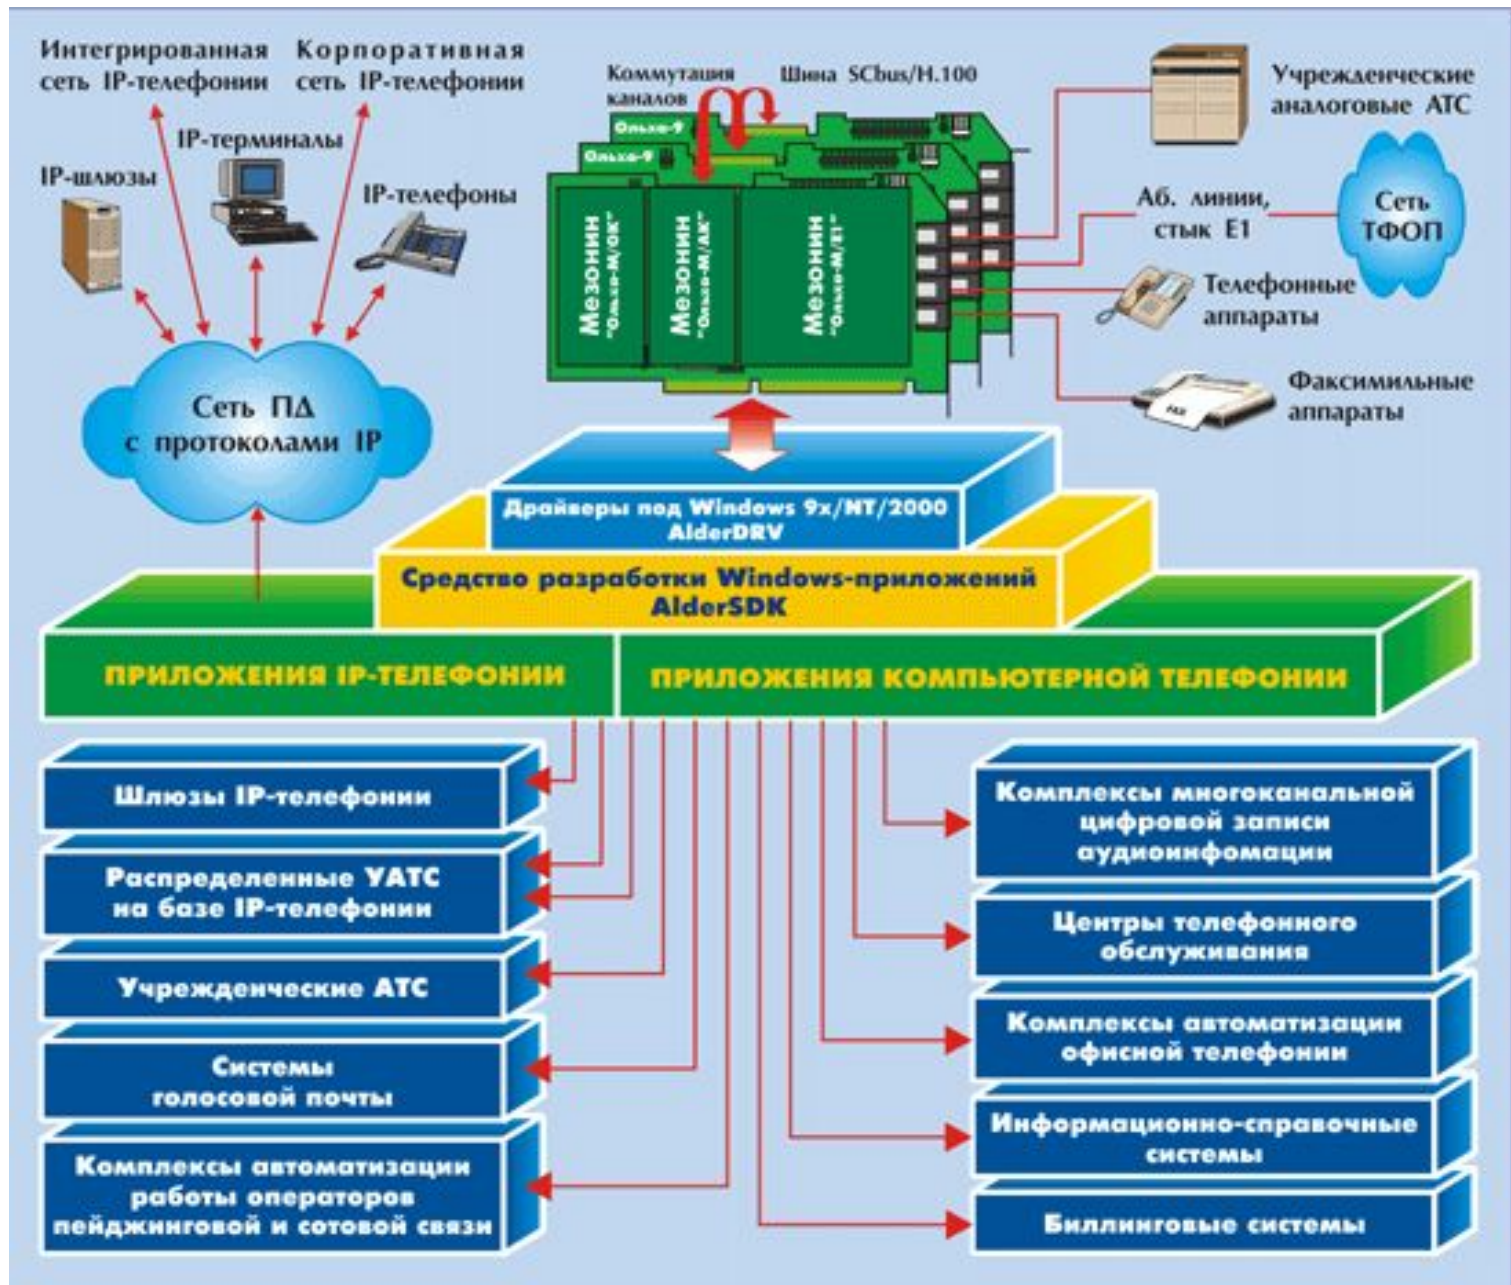 Интегрированная
сеть IP-телефонии
Корпоративная
сеть IP-телефонии
IP-терминалы
IP-шлюзы
IP-телефоны
Сеть ПД
с протоколами IP
Коммутация
каналов
Шина SCbus/H.100
Ольха-9
Ольха-9
Мезонин
"Ольха-М/ОК"
Мезонин
"Ольха-М/АК"
Мезонин
"Ольха-М/Е1"
Учрежденческие
аналоговые АТС
Аб. линии,
стык Е1
Сеть
ТФОП
Телефонные
аппараты
Факсимильные
аппараты
FAX
Драйверы под Windows 9x/NT/2000
AlderDRV
Средство разработки Windows-приложений
AlderSDK
ПРИЛОЖЕНИЯ IP-ТЕЛЕФОНИИ
ПРИЛОЖЕНИЯ КОМПЬЮТЕРНОЙ ТЕЛЕФОНИИ
Шлюзы IP-телефонии
Распределенные УАТС
на базе IP-телефонии
Учрежденческие АТС
Системы
голосовой почты
Комплексы автоматизации
работы операторов
пейджинговой и сотовой связи
Комплексы многоканальной
цифровой записи
аудиоинфомации
Центры телефонного
обслуживания
Комплексы автоматизации
офисной телефонии
Информационно-справочные
системы
Биллинговые системы